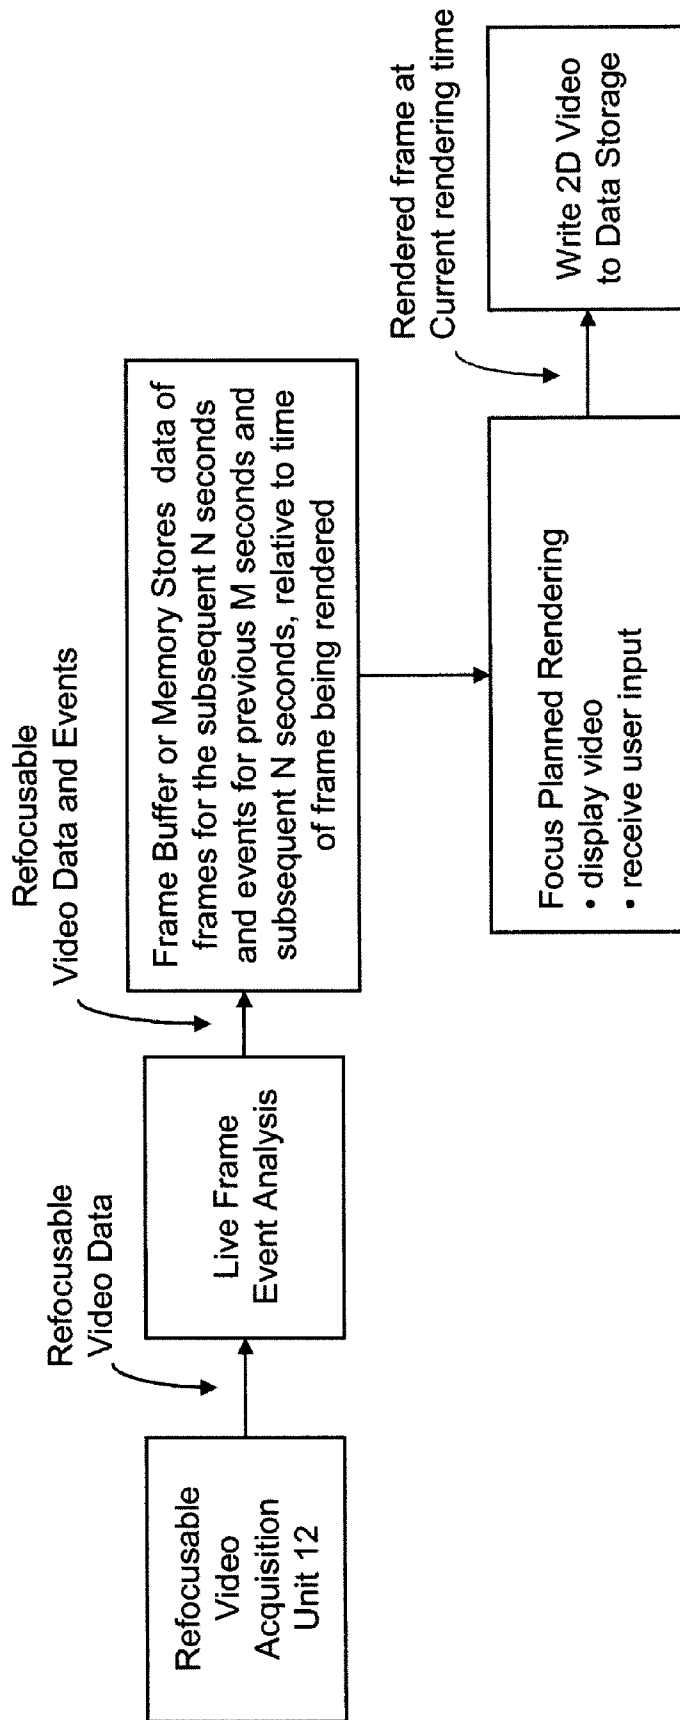 Refocusable
Video
Acquisition
Unit 12
Refocusable
Video Data
Live Frame
Event Analysis
Refocusable
Video Data and Events
Frame Buffer or Memory Stores data of
frames for the subsequent N seconds
and events for previous M seconds and
subsequent N seconds, relative to time
of frame being rendered
Focus Planned Rendering
• display video
• receive user input
Rendered frame at
Current rendering time
Write 2D Video
to Data Storage